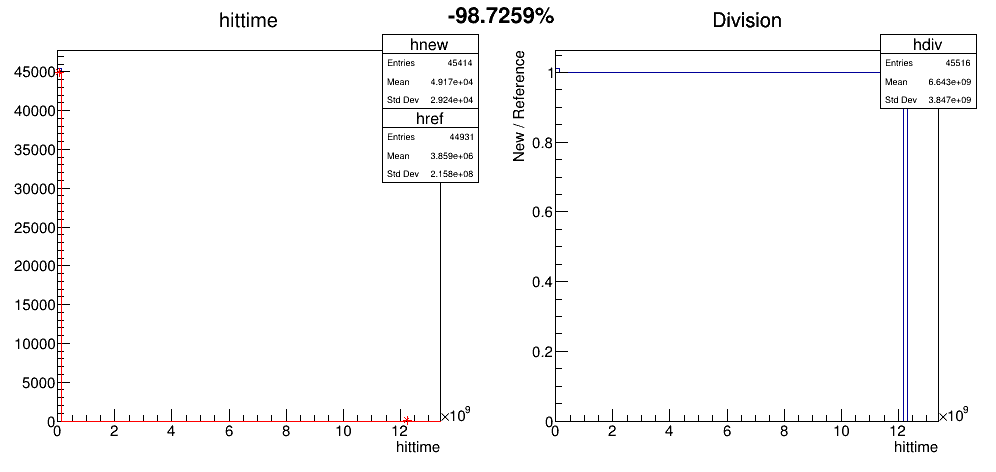 -98.7259%
hittime
hnew
Entries 45414
Mean 4.917e+04
Std Dev 2.924e+04
href
Entries 44931
Mean 3.859e+06
Std Dev 2.158e+08
45000
40000
35000
30000
25000
20000
15000
10000
5000
0
0 2 4 6 8 10 12 ×10⁹
hittime
Division
hdiv
Entries 45516
Mean 6.643e+09
Std Dev 3.847e+09
New / Reference
1
0.8
0.6
0.4
0.2
0
0 2 4 6 8 10 12 ×10⁹
hittime